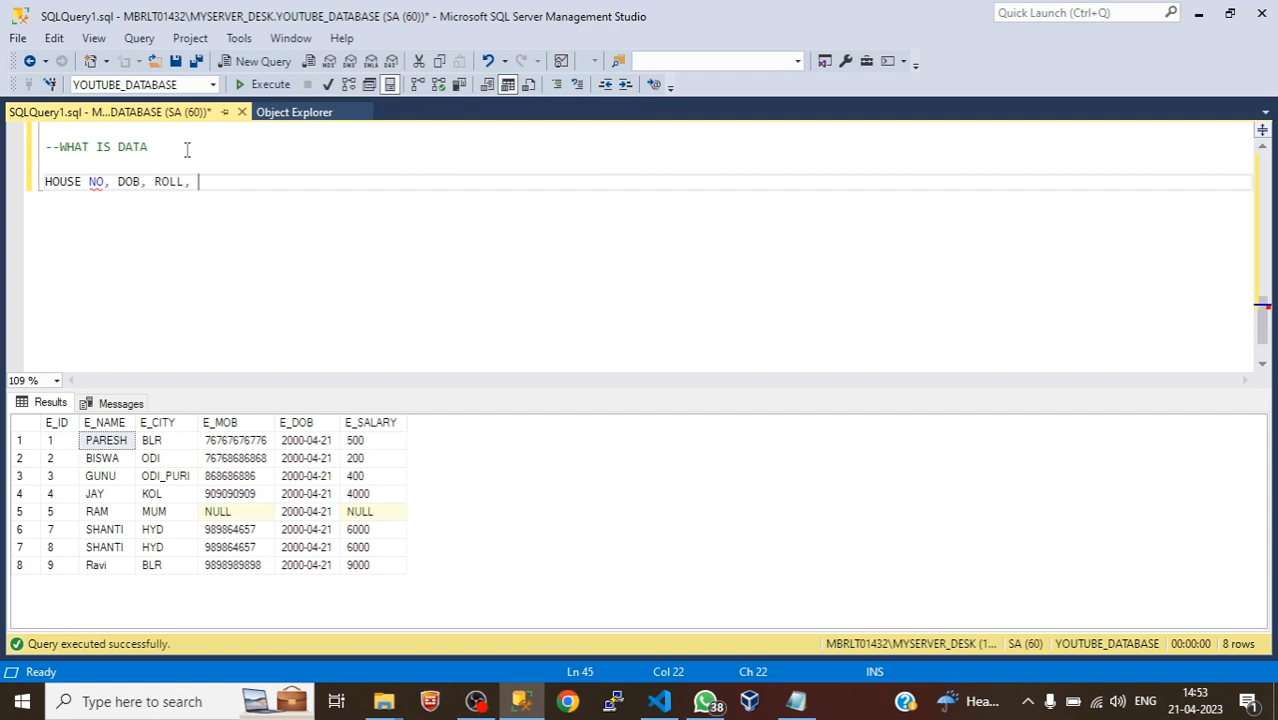 SQLQuery1.sql - MBRLT01432\MYSERVER_DESK.YOUTUBE_DATABASE (SA (60))* - Microsoft SQL Server Management Studio
Quick Launch (Ctrl+Q)
File Edit View Query Project Tools Window Help
New Query
YOUTUBE_DATABASE Execute
SQLQuery1.sql - M...DATABASE (SA (60))* Object Explorer
--WHAT IS DATA
HOUSE NO, DOB, ROLL,
109 %
Results Messages
E_ID E_NAME E_CITY E_MOB E_DOB E_SALARY
1 1 PARESH BLR 76767676776 2000-04-21 500
2 2 BISWA ODI 76768686868 2000-04-21 200
3 3 GUNU ODI_PURI 868686886 2000-04-21 400
4 4 JAY KOL 909090909 2000-04-21 4000
5 5 RAM MUM NULL 2000-04-21 NULL
6 7 SHANTI HYD 989864657 2000-04-21 6000
7 8 SHANTI HYD 989864657 2000-04-21 6000
8 9 Ravi BLR 9898989898 2000-04-21 9000
Query executed successfully. MBRLT01432\MYSERVER_DESK (1... SA (60) YOUTUBE_DATABASE 00:00:00 8 rows
Ready Ln 45 Col 22 Ch 22 INS
Type here to search 38 Hea... ENG 14:53
21-04-2023 1